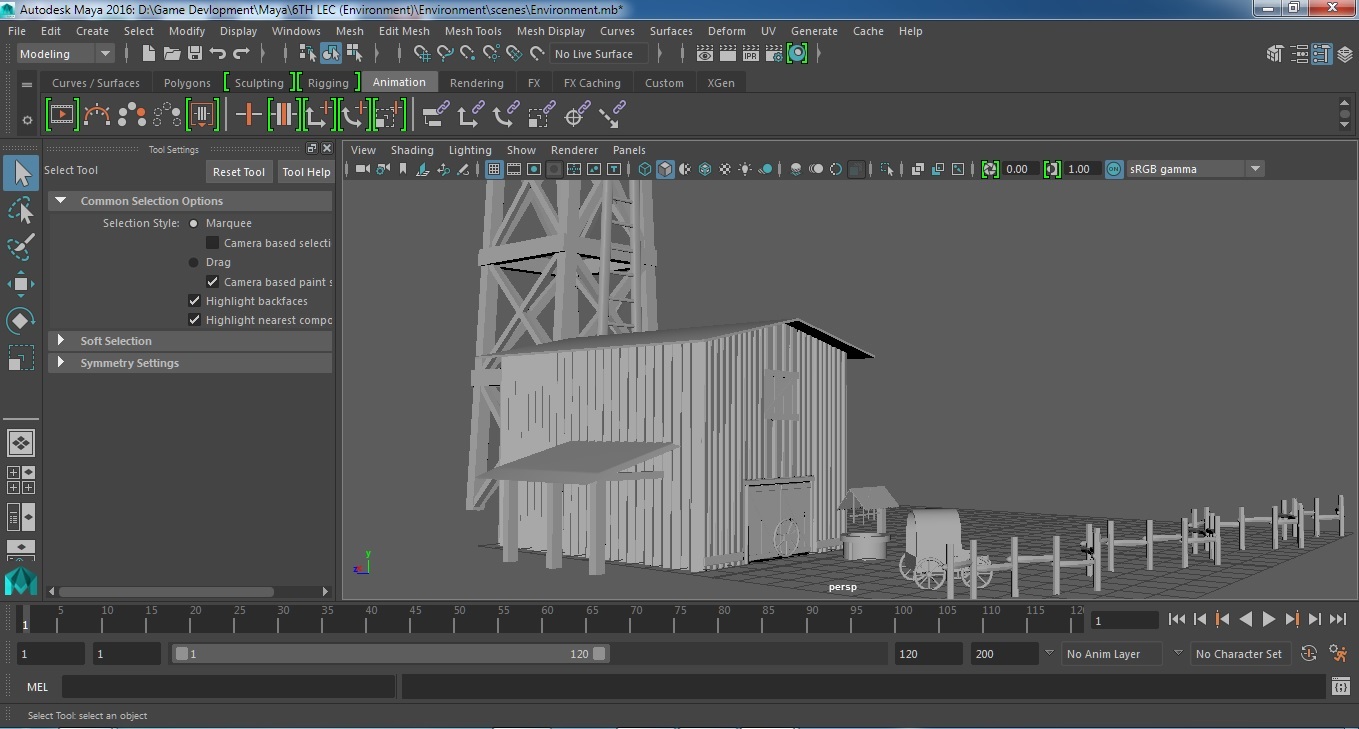 Autodesk Maya 2016: D:\Game Devlopment\Maya\6TH LEC (Environment)\Environment\scenes\Environment.mb*
File Edit Create Select Modify Display Windows Mesh Edit Mesh Mesh Tools Mesh Display Curves Surfaces Deform UV Generate Cache Help
Modeling No Live Surface IPR
Curves / Surfaces Polygons Sculpting Rigging Animation Rendering FX FX Caching Custom XGen
Tool Settings
View Shading Lighting Show Renderer Panels
Select Tool Reset Tool Tool Help
0.00 1.00 ON sRGB gamma
Common Selection Options
Selection Style: Marquee
Camera based selecti
Drag
Camera based paint s
Highlight backfaces
Highlight nearest compo
Soft Selection
Symmetry Settings
y
z
persp
5 10 15 20 25 30 35 40 45 50 55 60 65 70 75 80 85 90 95 100 105 110 115 12
1 1
1 1 1 120 120 200 No Anim Layer No Character Set
MEL
Select Tool: select an object